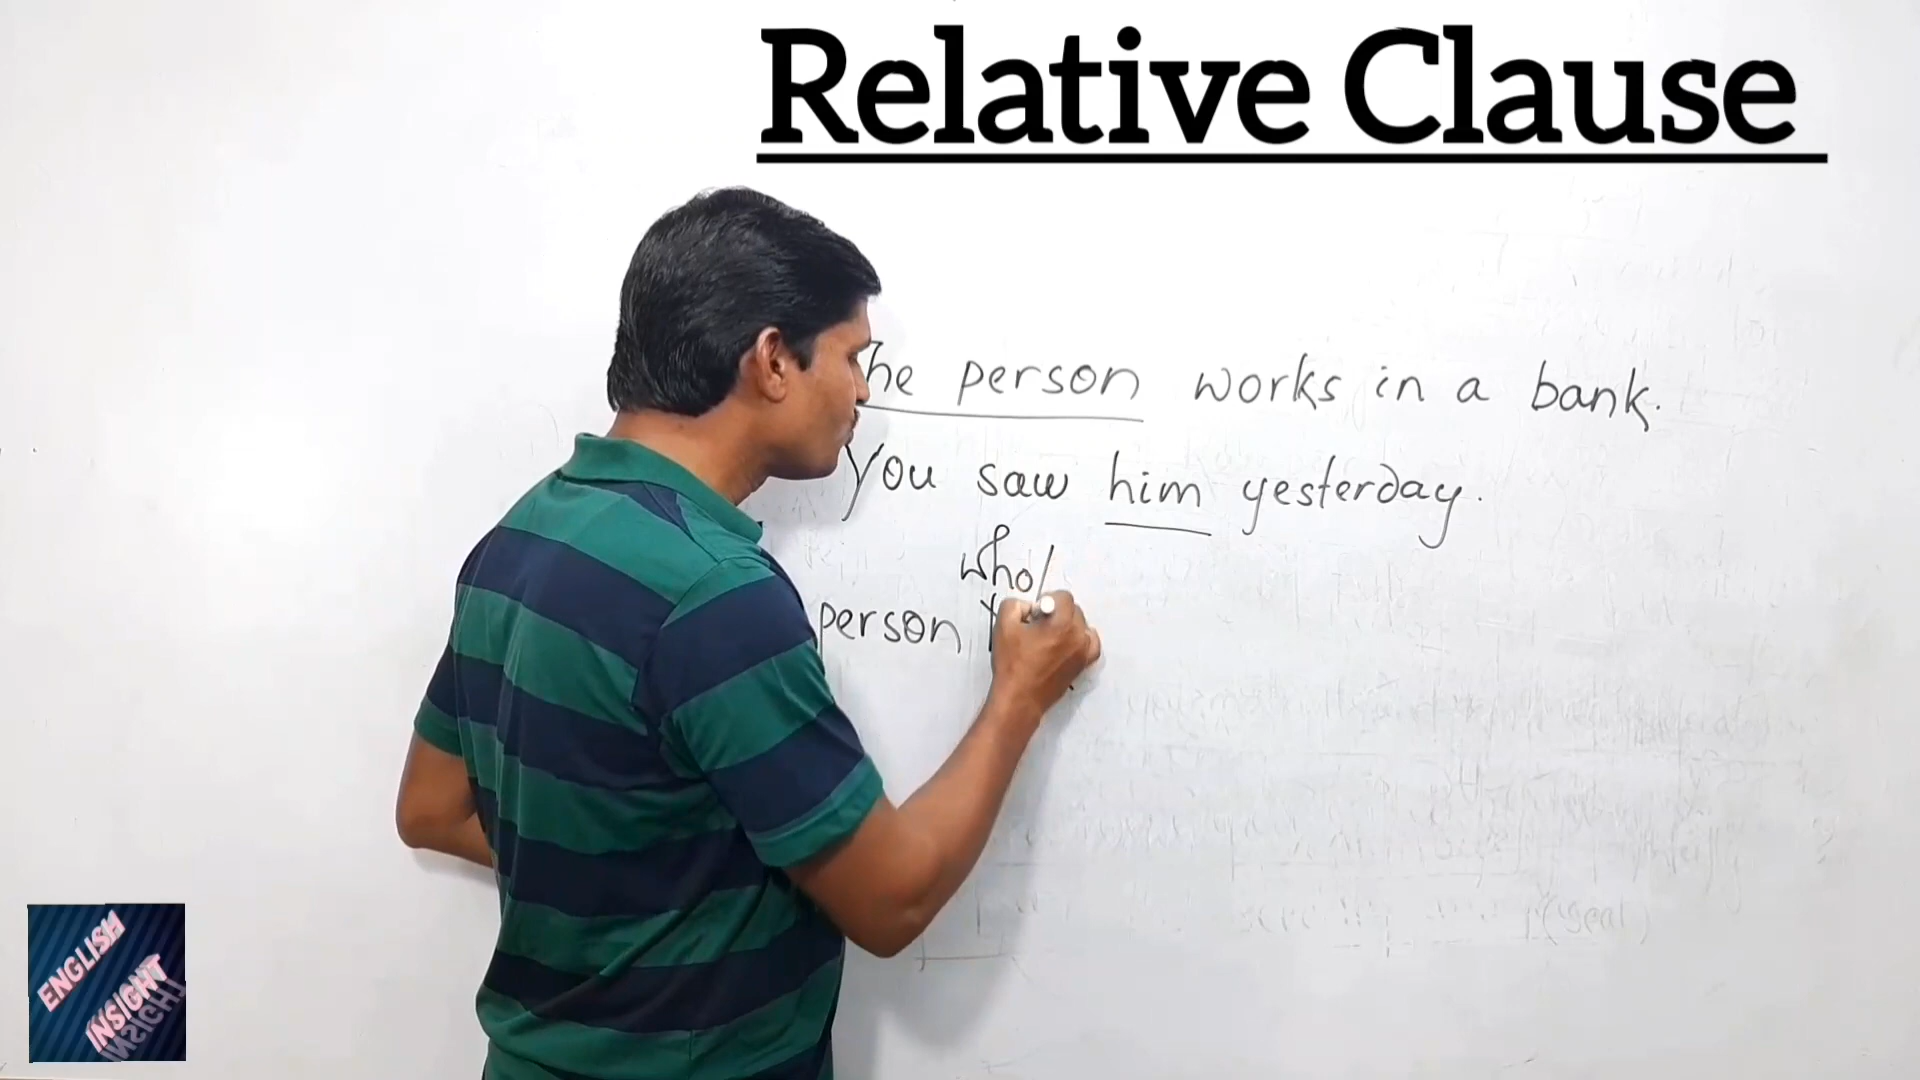 Relative Clause
he person works in a bank.
You saw him yesterday.
who/
person
ENGLISH
INSIGHT